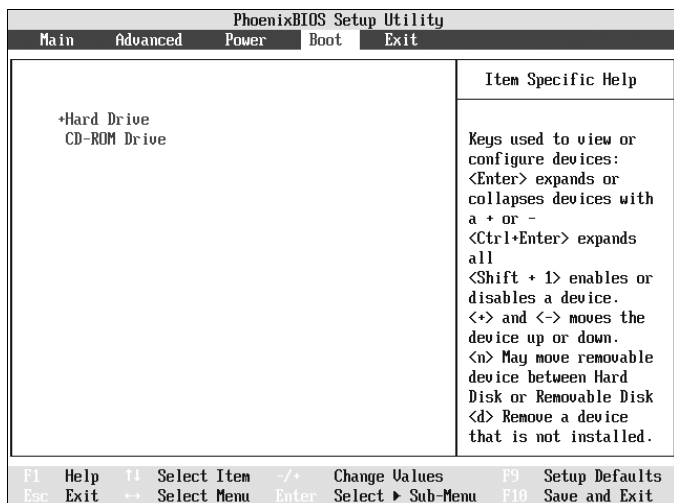 PhoenixBIOS Setup Utility
Main Advanced Power Boot Exit
+Hard Drive
CD-ROM Drive
Item Specific Help
Keys used to view or
configure devices:
<Enter> expands or
collapses devices with
a + or -
<Ctrl+Enter> expands
all
<Shift + 1> enables or
disables a device.
<+> and <-> moves the
device up or down.
<n> May move removable
device between Hard
Disk or Removable Disk
<d> Remove a device
that is not installed.
F1 Help ↑↓ Select Item -/+ Change Values F9 Setup Defaults
Esc Exit ↔ Select Menu Enter Select ▶ Sub-Menu F10 Save and Exit